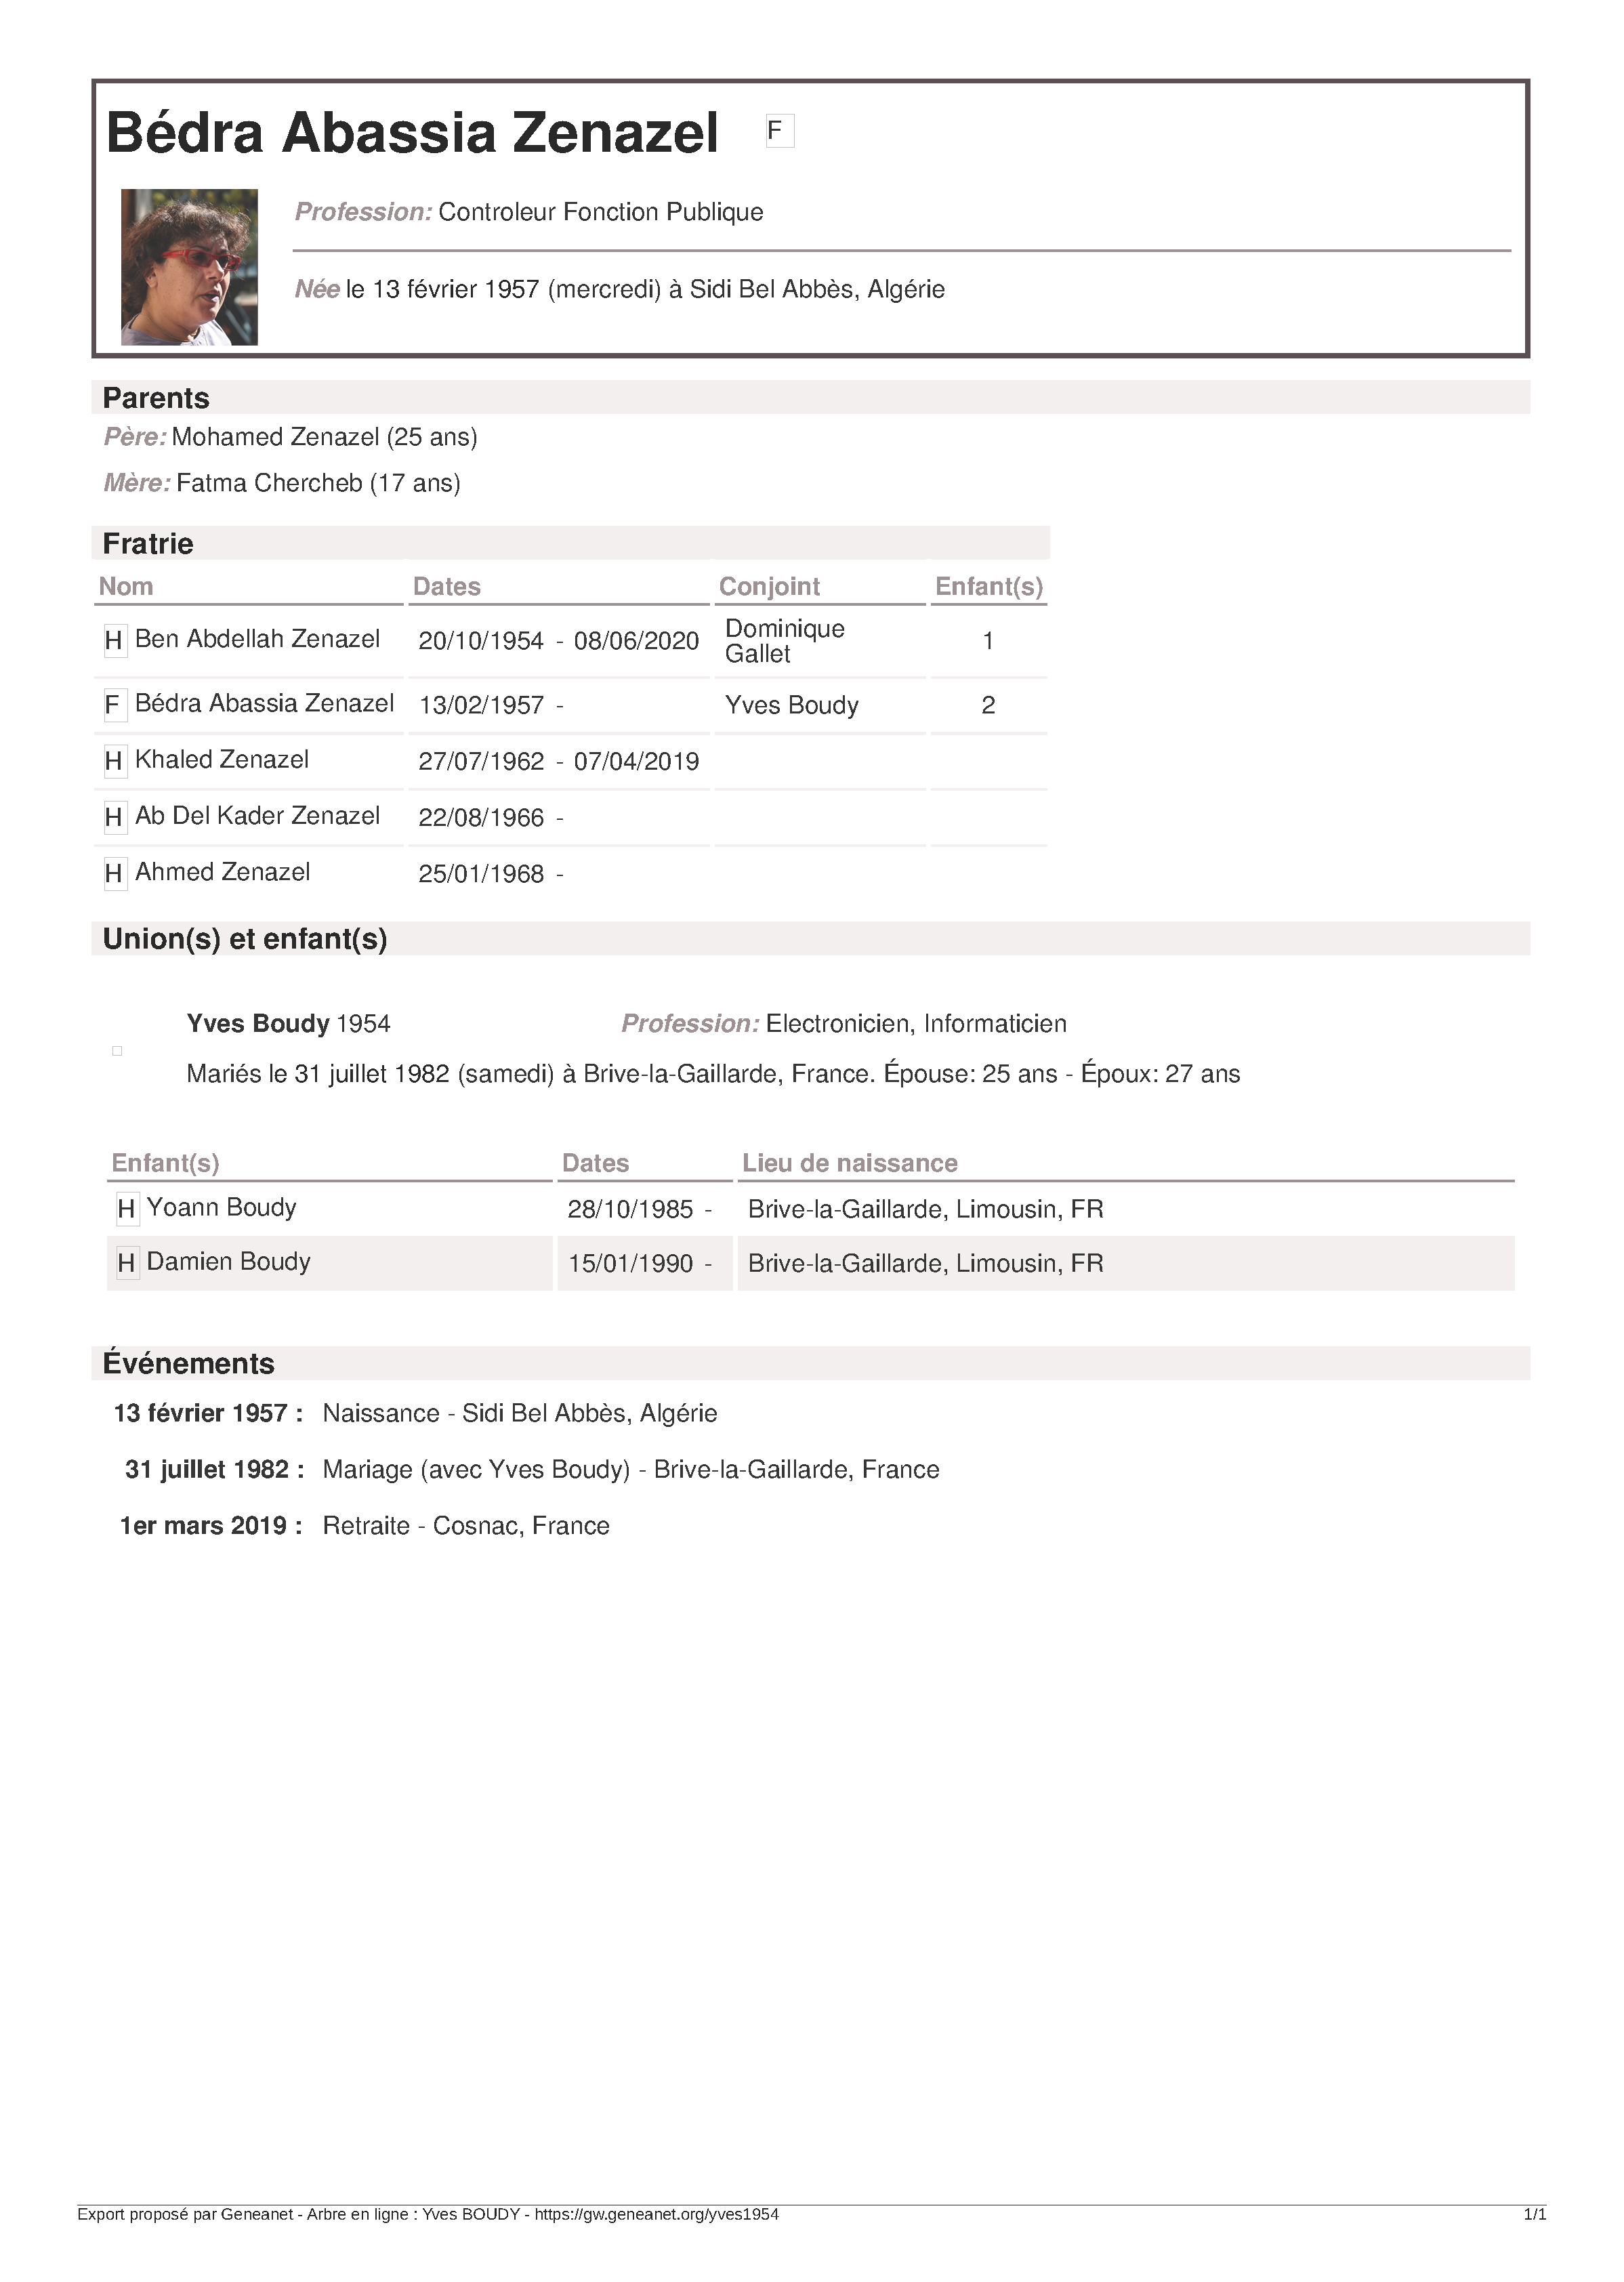 Bédra Abassia Zenazel F
Profession: Controleur Fonction Publique
Née le 13 février 1957 (mercredi) à Sidi Bel Abbès, Algérie
Parents
Père: Mohamed Zenazel (25 ans)
Mère: Fatma Chercheb (17 ans)
Fratrie
Nom Dates Conjoint Enfant(s)
H Ben Abdellah Zenazel 20/10/1954 - 08/06/2020 Dominique Gallet 1
F Bédra Abassia Zenazel 13/02/1957 - Yves Boudy 2
H Khaled Zenazel 27/07/1962 - 07/04/2019
H Ab Del Kader Zenazel 22/08/1966 -
H Ahmed Zenazel 25/01/1968 -
Union(s) et enfant(s)
Yves Boudy 1954 Profession: Electronicien, Informaticien
Mariés le 31 juillet 1982 (samedi) à Brive-la-Gaillarde, France. Épouse: 25 ans - Époux: 27 ans
Enfant(s) Dates Lieu de naissance
H Yoann Boudy 28/10/1985 - Brive-la-Gaillarde, Limousin, FR
H Damien Boudy 15/01/1990 - Brive-la-Gaillarde, Limousin, FR
Événements
13 février 1957 : Naissance - Sidi Bel Abbès, Algérie
31 juillet 1982 : Mariage (avec Yves Boudy) - Brive-la-Gaillarde, France
1er mars 2019 : Retraite - Cosnac, France
Export proposé par Geneanet - Arbre en ligne : Yves BOUDY - https://gw.geneanet.org/yves1954 1/1